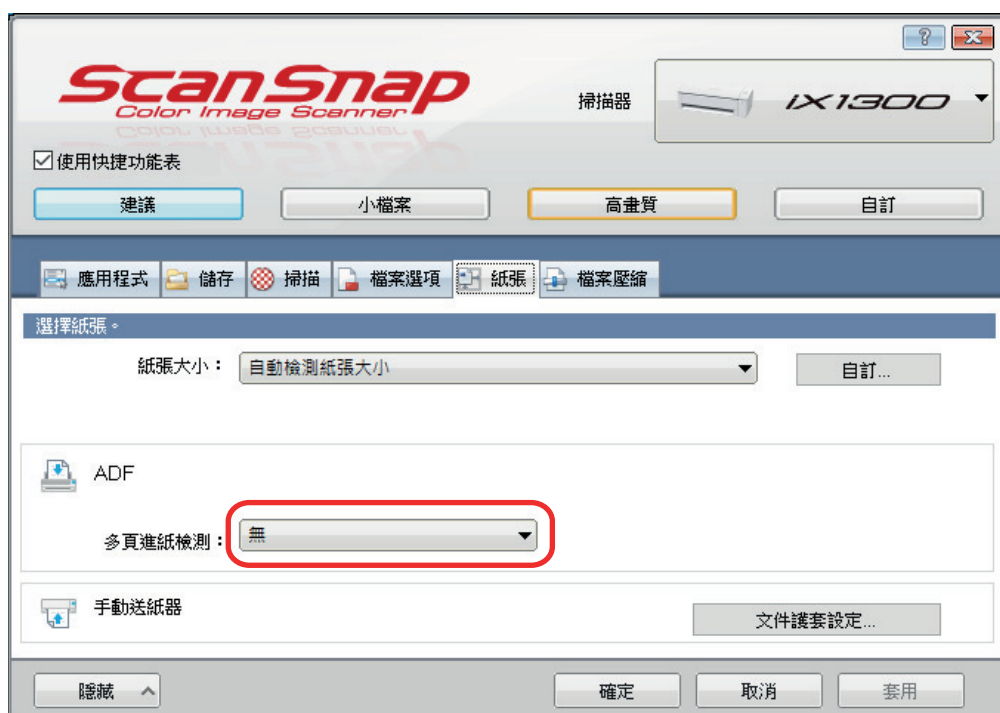 ScanSnap
Color Image Scanner
掃描器
iX1300
使用快捷功能表
建議 小檔案 高畫質 自訂
應用程式 儲存 掃描 檔案選項 紙張 檔案壓縮
選擇紙張。
紙張大小： 自動檢測紙張大小 自訂...
ADF
多頁進紙檢測： 無
手動送紙器
文件護套設定...
隱藏 確定 取消 套用